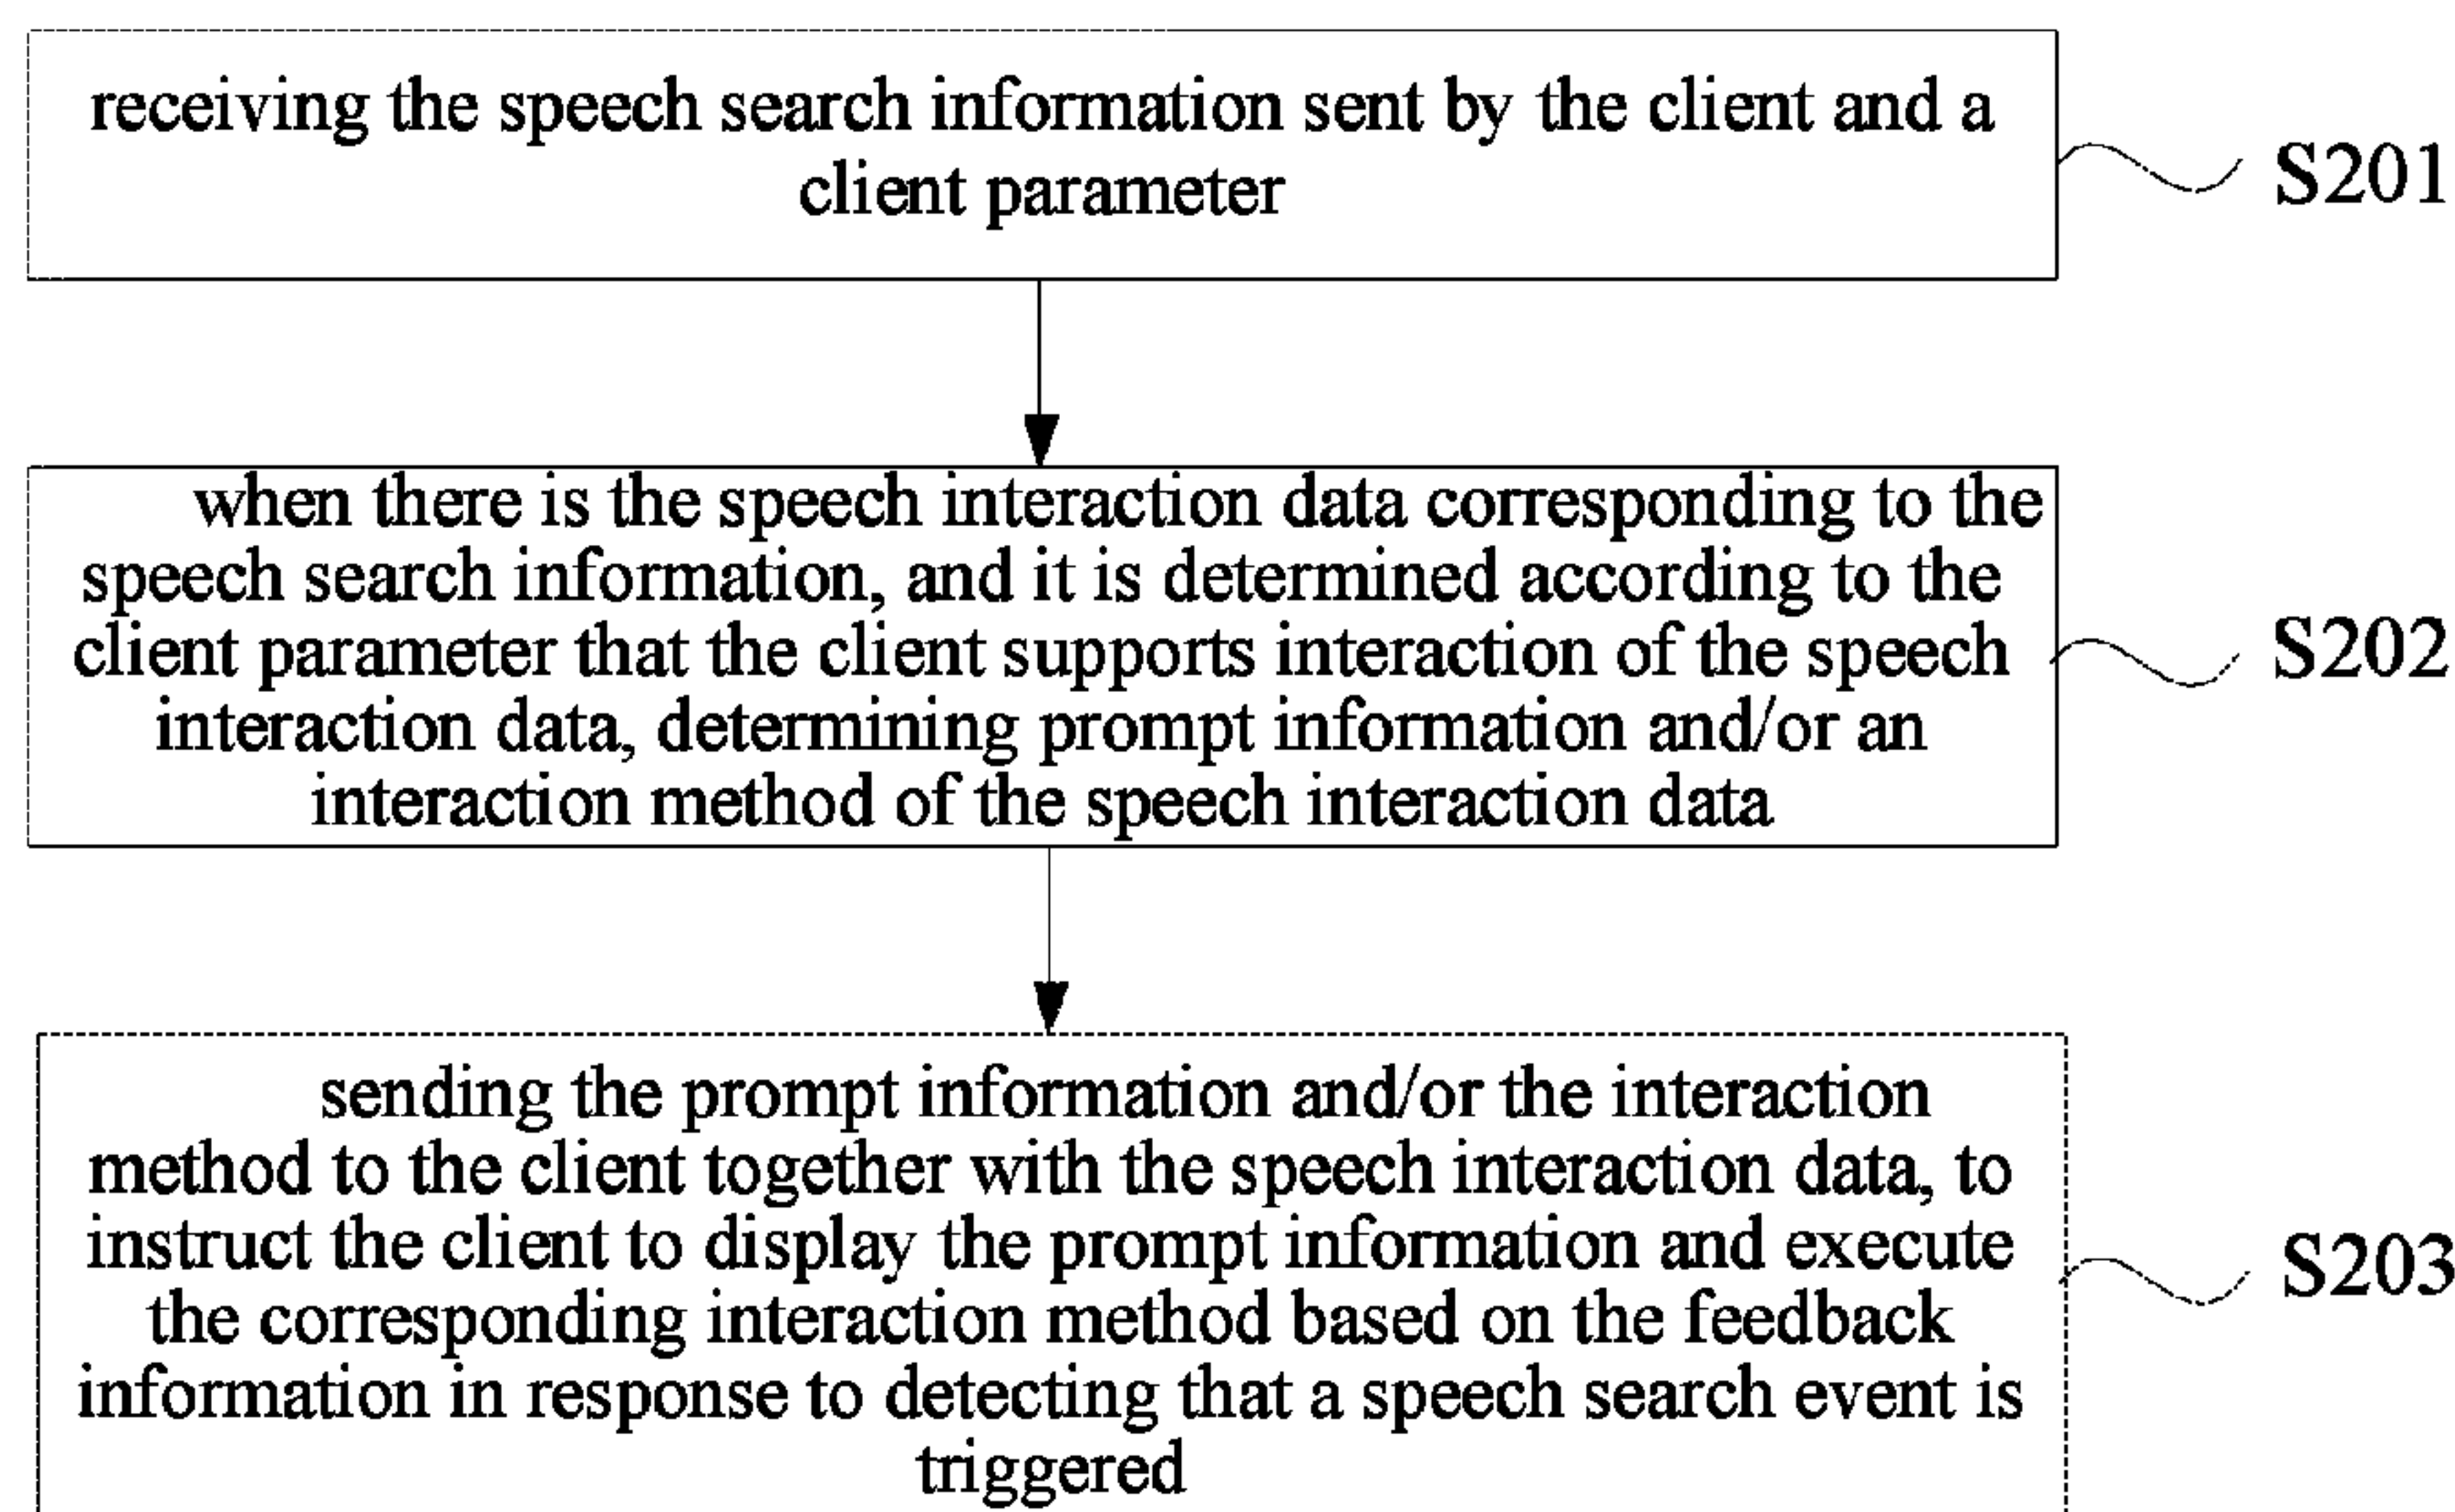 receiving the speech search information sent by the client and a
client parameter
S201
when there is the speech interaction data corresponding to the
speech search information, and it is determined according to the
client parameter that the client supports interaction of the speech
interaction data, determining prompt information and/or an
interaction method of the speech interaction data
S202
sending the prompt information and/or the interaction
method to the client together with the speech interaction data, to
instruct the client to display the prompt information and execute
the corresponding interaction method based on the feedback
information in response to detecting that a speech search event is
triggered
S203